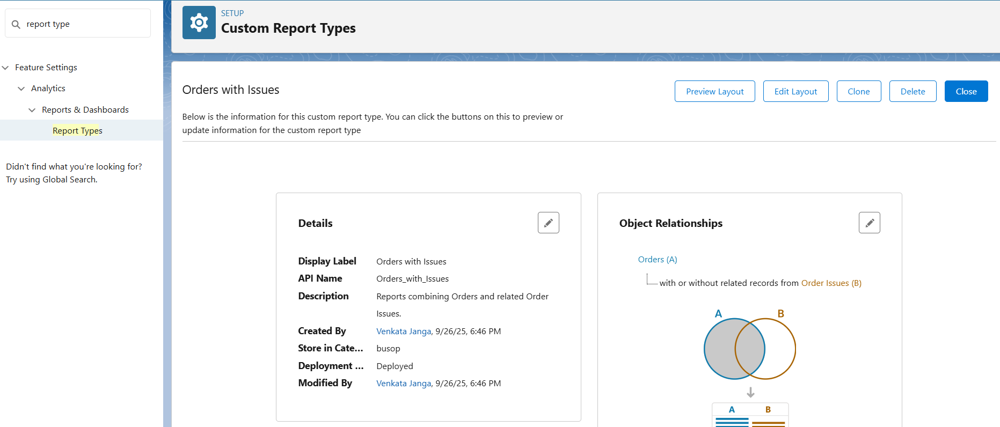 report type
Feature Settings
Analytics
Reports & Dashboards
Report Types
Didn't find what you're looking for?
Try using Global Search.
SETUP
Custom Report Types
Orders with Issues
Preview Layout
Edit Layout
Clone
Delete
Close
Below is the information for this custom report type. You can click the buttons on this to preview or
update information for the custom report type
Details
Display Label Orders with Issues
API Name Orders_with_Issues
Description Reports combining Orders and related Order
Issues.
Created By Venkata Janga, 9/26/25, 6:46 PM
Store in Cate... busop
Deployment ... Deployed
Modified By Venkata Janga, 9/26/25, 6:46 PM
Object Relationships
Orders (A)
with or without related records from Order Issues (B)
A B
A B